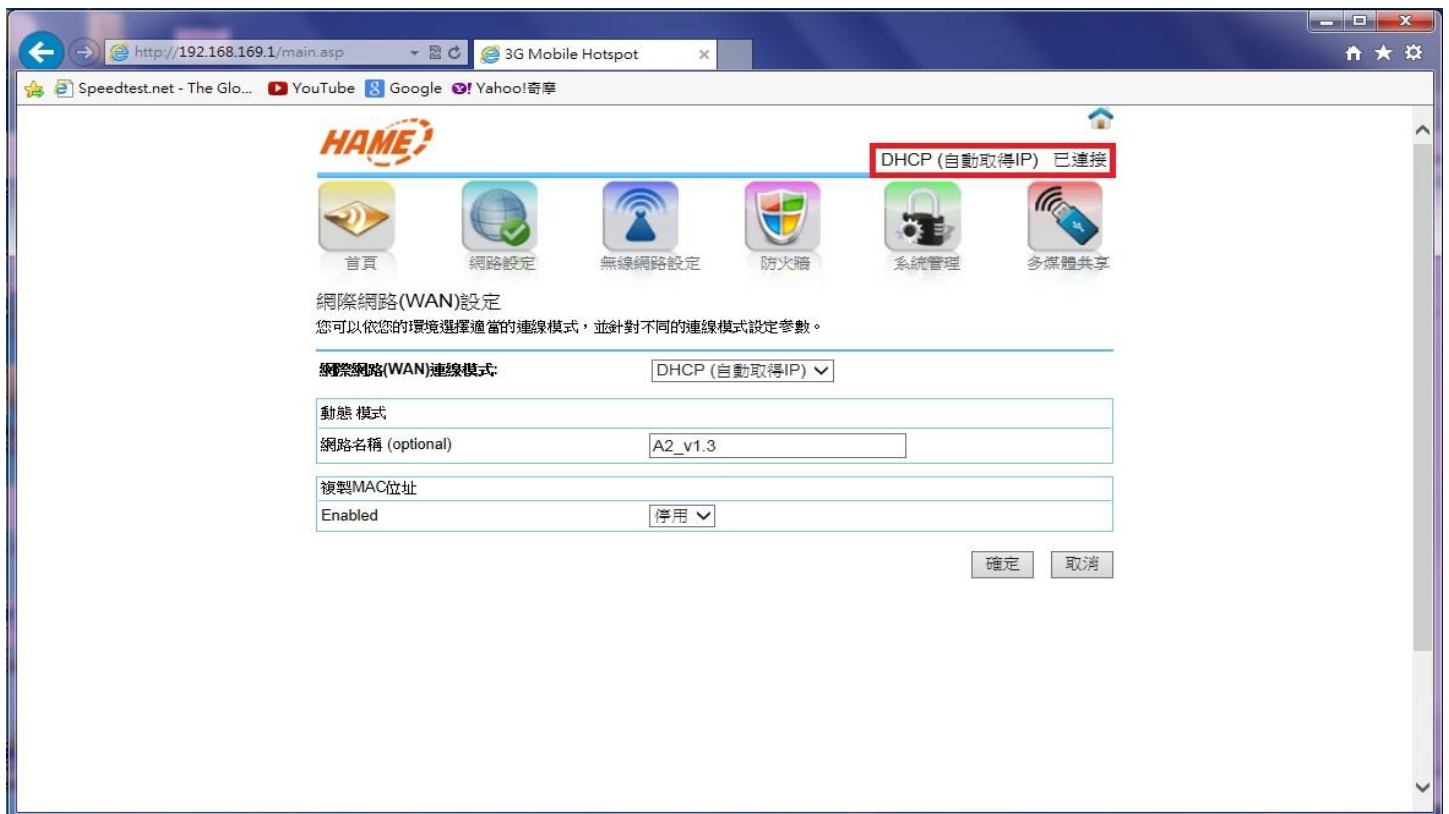 http://192.168.169.1/main.asp
3G Mobile Hotspot
Speedtest.net - The Glo...
YouTube
Google
Yahoo!奇摩
HAME
DHCP (自動取得IP) 已連接
首頁
網路設定
無線網路設定
防火牆
系統管理
多媒體共享
網際網路(WAN)設定
您可以依您的環境選擇適當的連線模式，並針對不同的連線模式設定參數。
網際網路(WAN)連線模式: DHCP (自動取得IP)
動態 模式
網路名稱 (optional) A2_v1.3
複製MAC位址
Enabled 停用
確定 取消